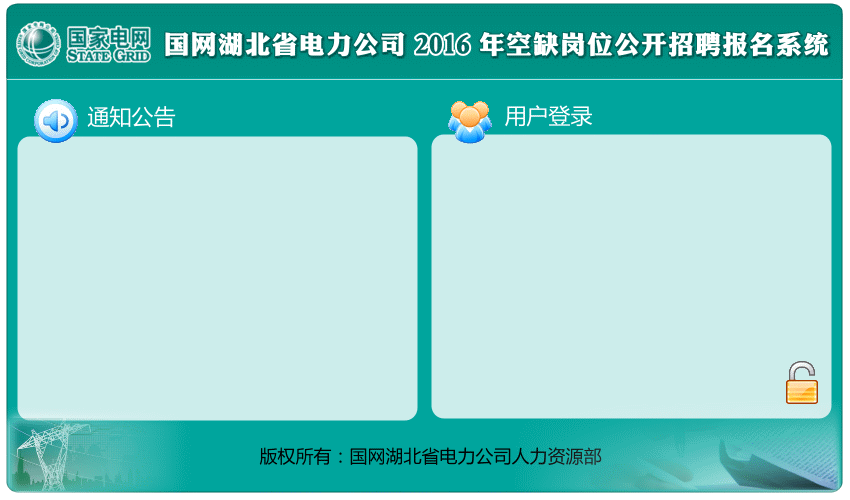 国家电网
STATE GRID
国网湖北省电力公司 2016 年空缺岗位公开招聘报名系统
通知公告
用户登录
版权所有：国网湖北省电力公司人力资源部